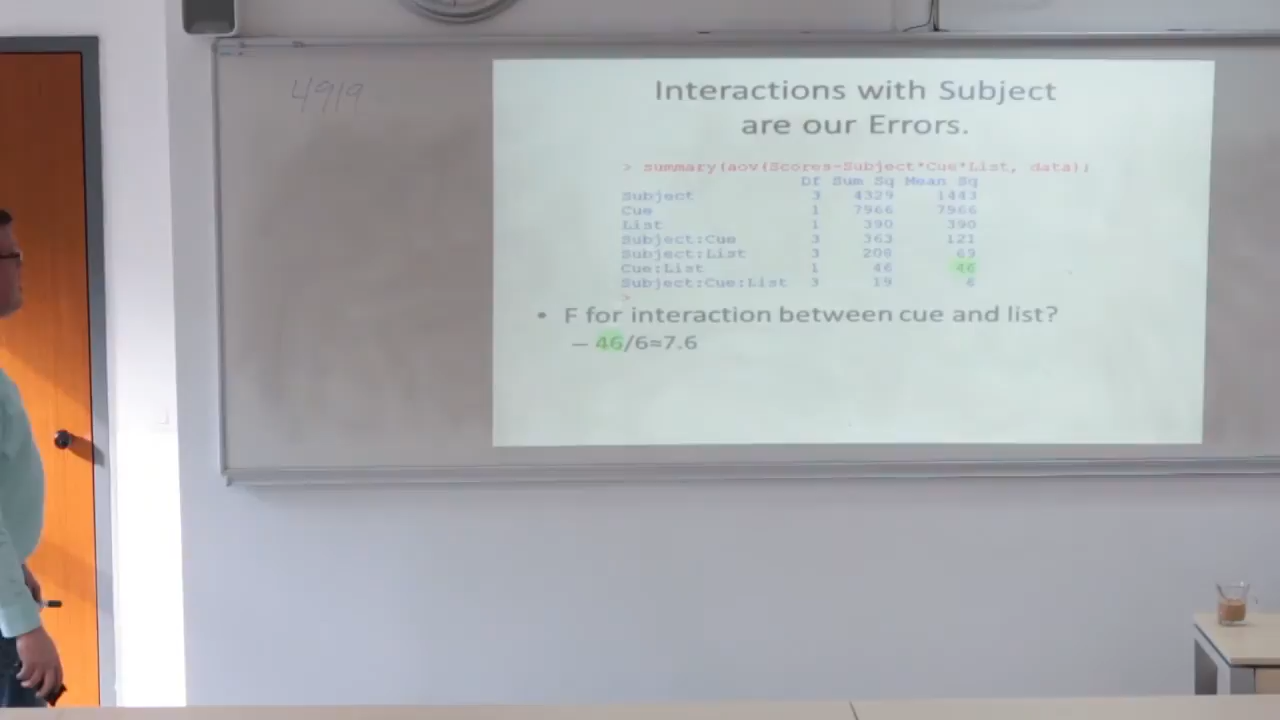 4919
Interactions with Subject
are our Errors.
> summary(aov(Scores~Subject*Cue*List, data))
Df Sum Sq Mean Sq
Subject 3 4329 1443
Cue 1 7966 7966
List 1 390 390
Subject:Cue 3 363 121
Subject:List 3 208 69
Cue:List 1 46 46
Subject:Cue:List 3 19 6
>
• F for interaction between cue and list?
– 46/6≈7.6